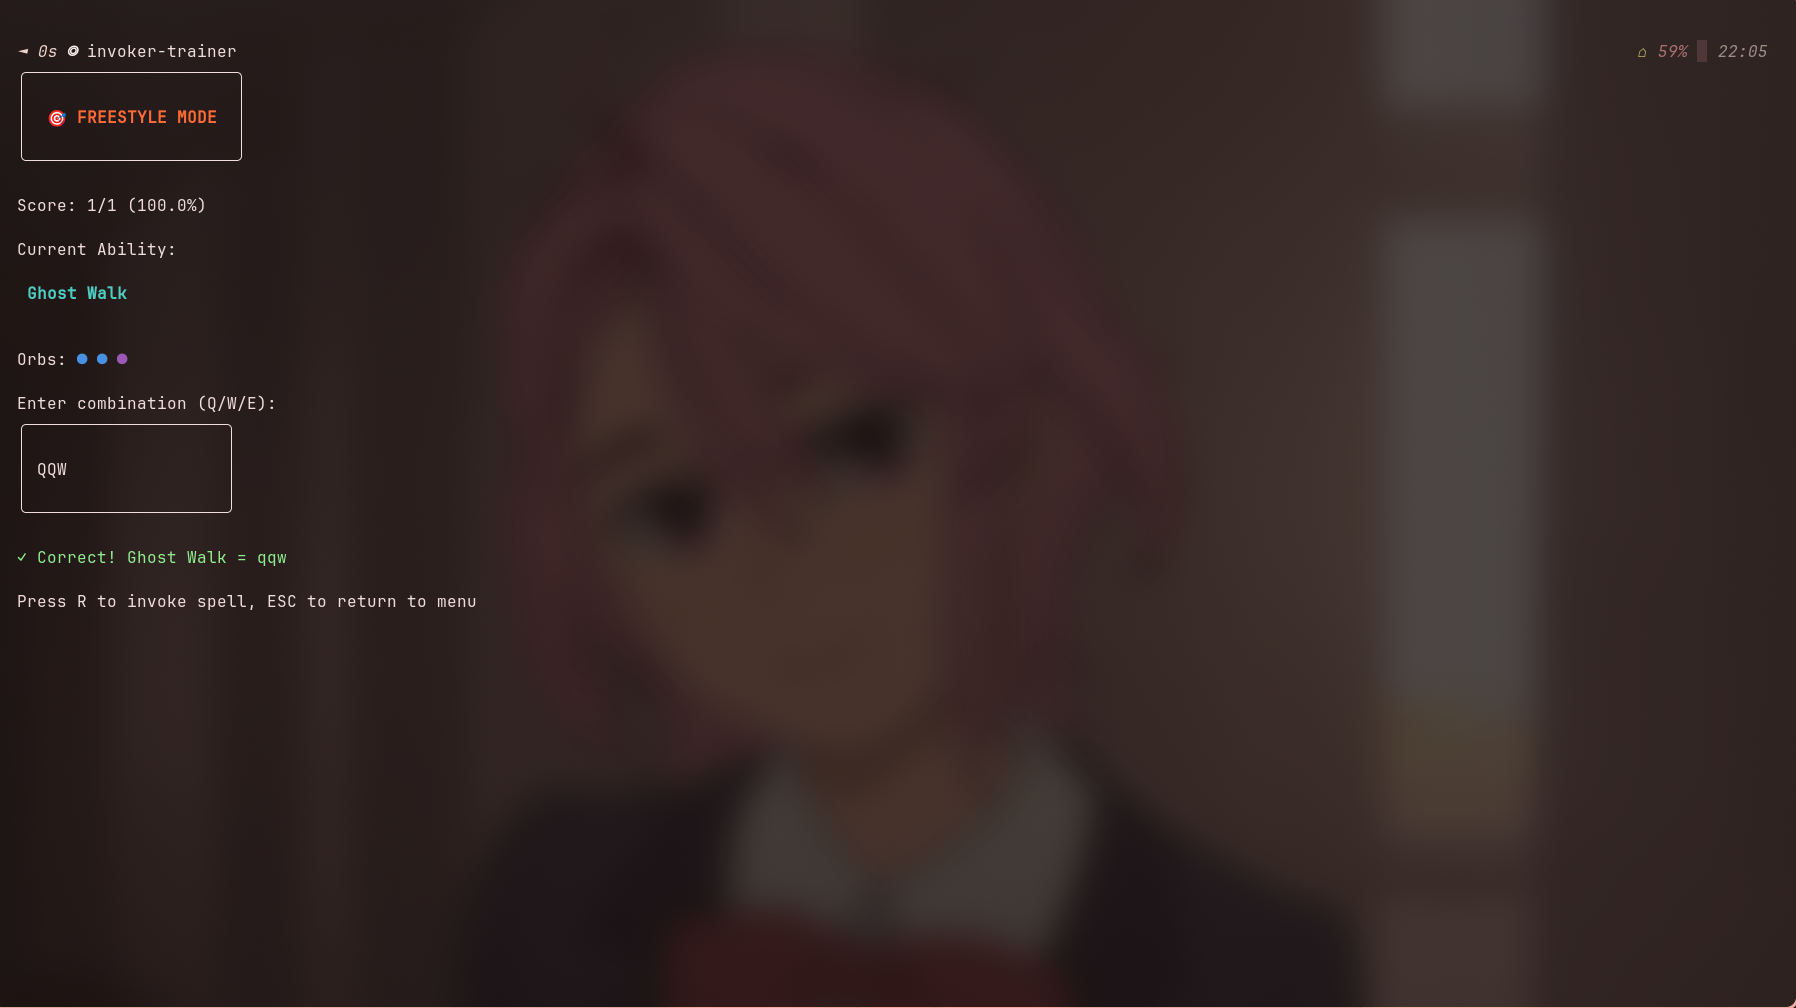 ◄ 0s ◎ invoker-trainer
⌂ 59% 22:05
🎯 FREESTYLE MODE
Score: 1/1 (100.0%)
Current Ability:
Ghost Walk
Orbs: ● ● ●
Enter combination (Q/W/E):
QQW
✓ Correct! Ghost Walk = qqw
Press R to invoke spell, ESC to return to menu